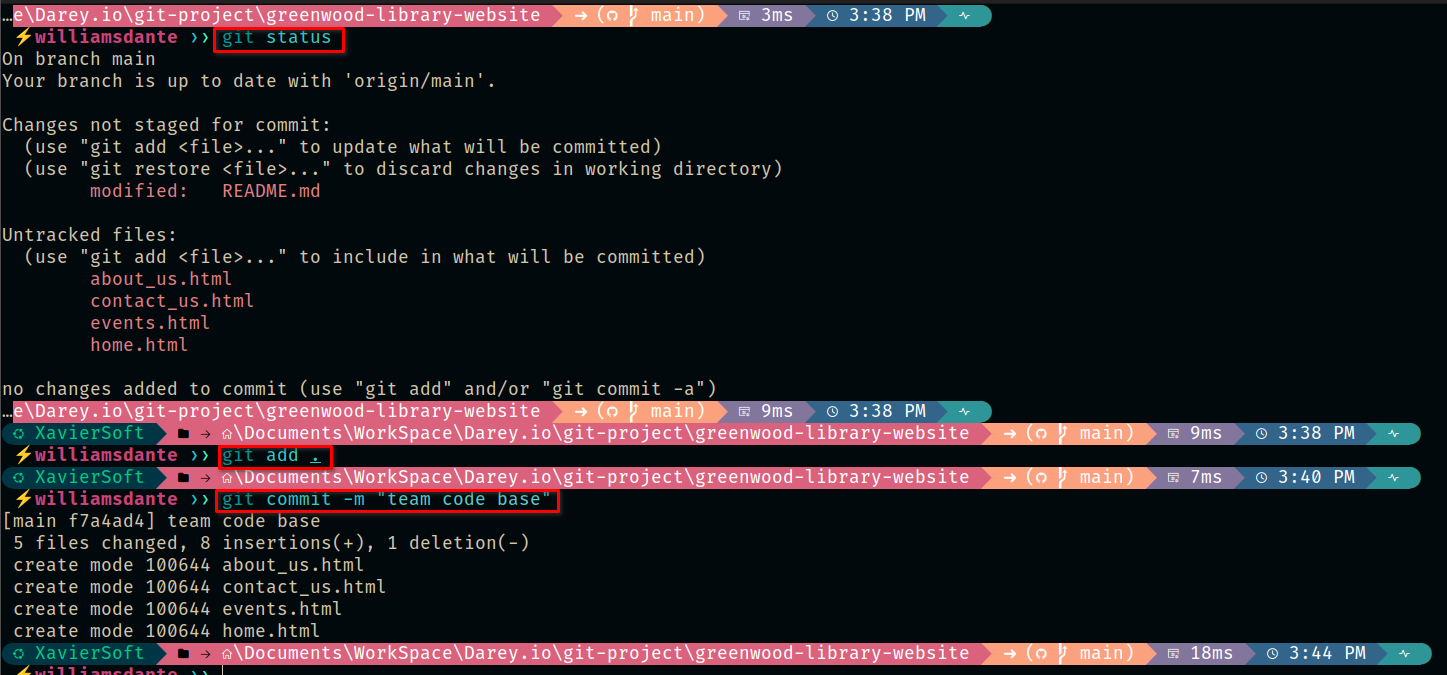 …e\Darey.io\git-project\greenwood-library-website → ( main) 3ms 3:38 PM
⚡williamsdante ❯❯ git status
On branch main
Your branch is up to date with 'origin/main'.
Changes not staged for commit:
(use "git add <file>..." to update what will be committed)
(use "git restore <file>..." to discard changes in working directory)
modified: README.md
Untracked files:
(use "git add <file>..." to include in what will be committed)
about_us.html
contact_us.html
events.html
home.html
no changes added to commit (use "git add" and/or "git commit -a")
…e\Darey.io\git-project\greenwood-library-website → ( main) 9ms 3:38 PM
XavierSoft → \Documents\WorkSpace\Darey.io\git-project\greenwood-library-website → ( main) 9ms 3:38 PM
⚡williamsdante ❯❯ git add .
XavierSoft → \Documents\WorkSpace\Darey.io\git-project\greenwood-library-website → ( main) 7ms 3:40 PM
⚡williamsdante ❯❯ git commit -m "team code base"
[main f7a4ad4] team code base
5 files changed, 8 insertions(+), 1 deletion(-)
create mode 100644 about_us.html
create mode 100644 contact_us.html
create mode 100644 events.html
create mode 100644 home.html
XavierSoft → \Documents\WorkSpace\Darey.io\git-project\greenwood-library-website → ( main) 18ms 3:44 PM
⚡williamsdante ❯❯